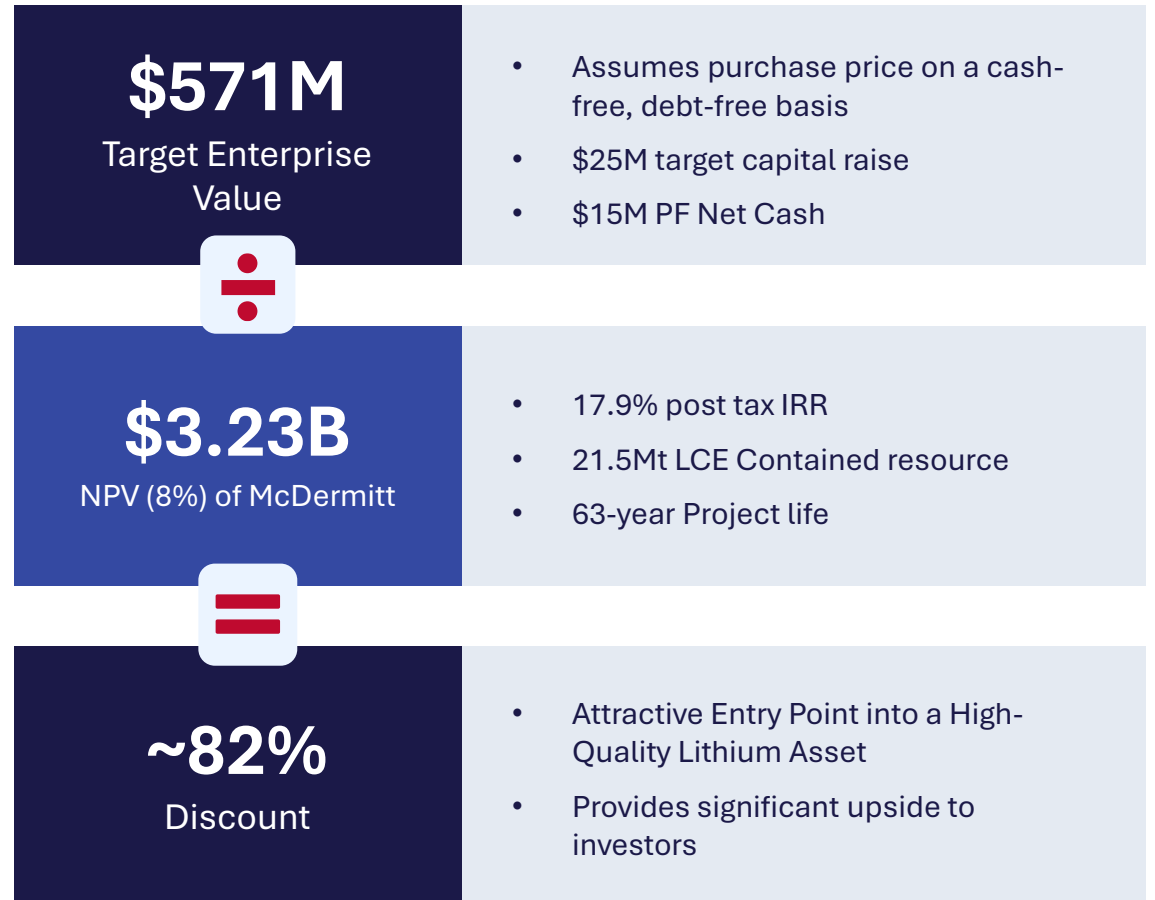 $571M
Target Enterprise
Value
• Assumes purchase price on a cash-
free, debt-free basis
• $25M target capital raise
• $15M PF Net Cash
÷
$3.23B
NPV (8%) of McDermitt
• 17.9% post tax IRR
• 21.5Mt LCE Contained resource
• 63-year Project life
=
~82%
Discount
• Attractive Entry Point into a High-
Quality Lithium Asset
• Provides significant upside to
investors